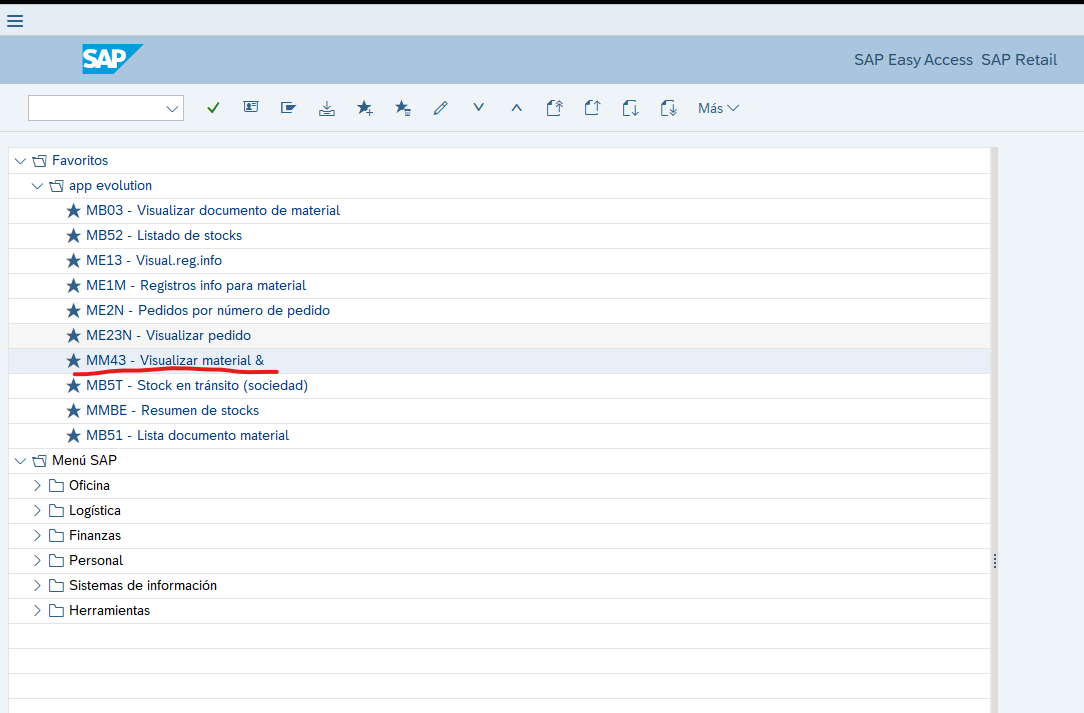 SAP
SAP Easy Access SAP Retail
Más
Favoritos
app evolution
MB03 - Visualizar documento de material
MB52 - Listado de stocks
ME13 - Visual.reg.info
ME1M - Registros info para material
ME2N - Pedidos por número de pedido
ME23N - Visualizar pedido
MM43 - Visualizar material &
MB5T - Stock en tránsito (sociedad)
MMBE - Resumen de stocks
MB51 - Lista documento material
Menú SAP
Oficina
Logística
Finanzas
Personal
Sistemas de información
Herramientas